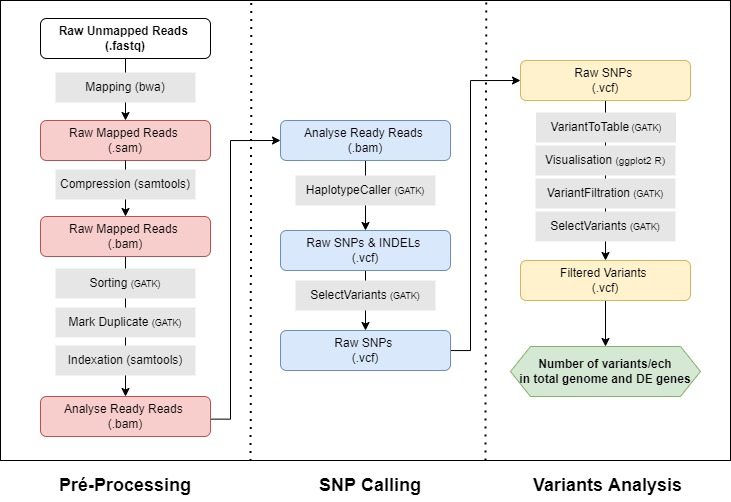 Raw Unmapped Reads
(.fastq)
Mapping (bwa)
Raw Mapped Reads
(.sam)
Compression (samtools)
Raw Mapped Reads
(.bam)
Sorting (GATK)
Mark Duplicate (GATK)
Indexation (samtools)
Analyse Ready Reads
(.bam)
Pré-Processing
Analyse Ready Reads
(.bam)
HaplotypeCaller (GATK)
Raw SNPs & INDELs
(.vcf)
SelectVariants (GATK)
Raw SNPs
(.vcf)
SNP Calling
Raw SNPs
(.vcf)
VariantToTable (GATK)
Visualisation (ggplot2 R)
VariantFiltration (GATK)
SelectVariants (GATK)
Filtered Variants
(.vcf)
Number of variants/ech
in total genome and DE genes
Variants Analysis